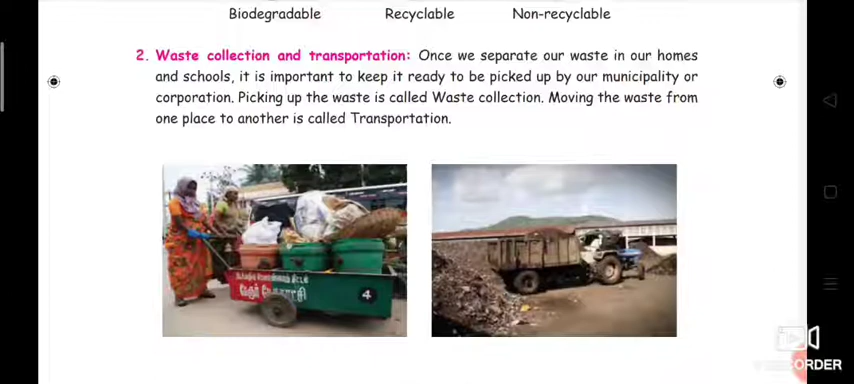 Biodegradable Recyclable Non-recyclable
2. Waste collection and transportation: Once we separate our waste in our homes
and schools, it is important to keep it ready to be picked up by our municipality or
corporation. Picking up the waste is called Waste collection. Moving the waste from
one place to another is called Transportation.
4